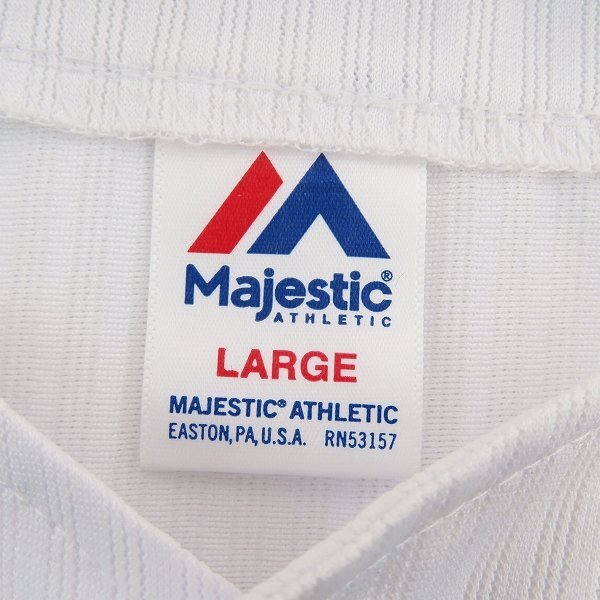 Majestic®
ATHLETIC
LARGE
MAJESTIC® ATHLETIC
EASTON, PA, U.S.A. RN53157